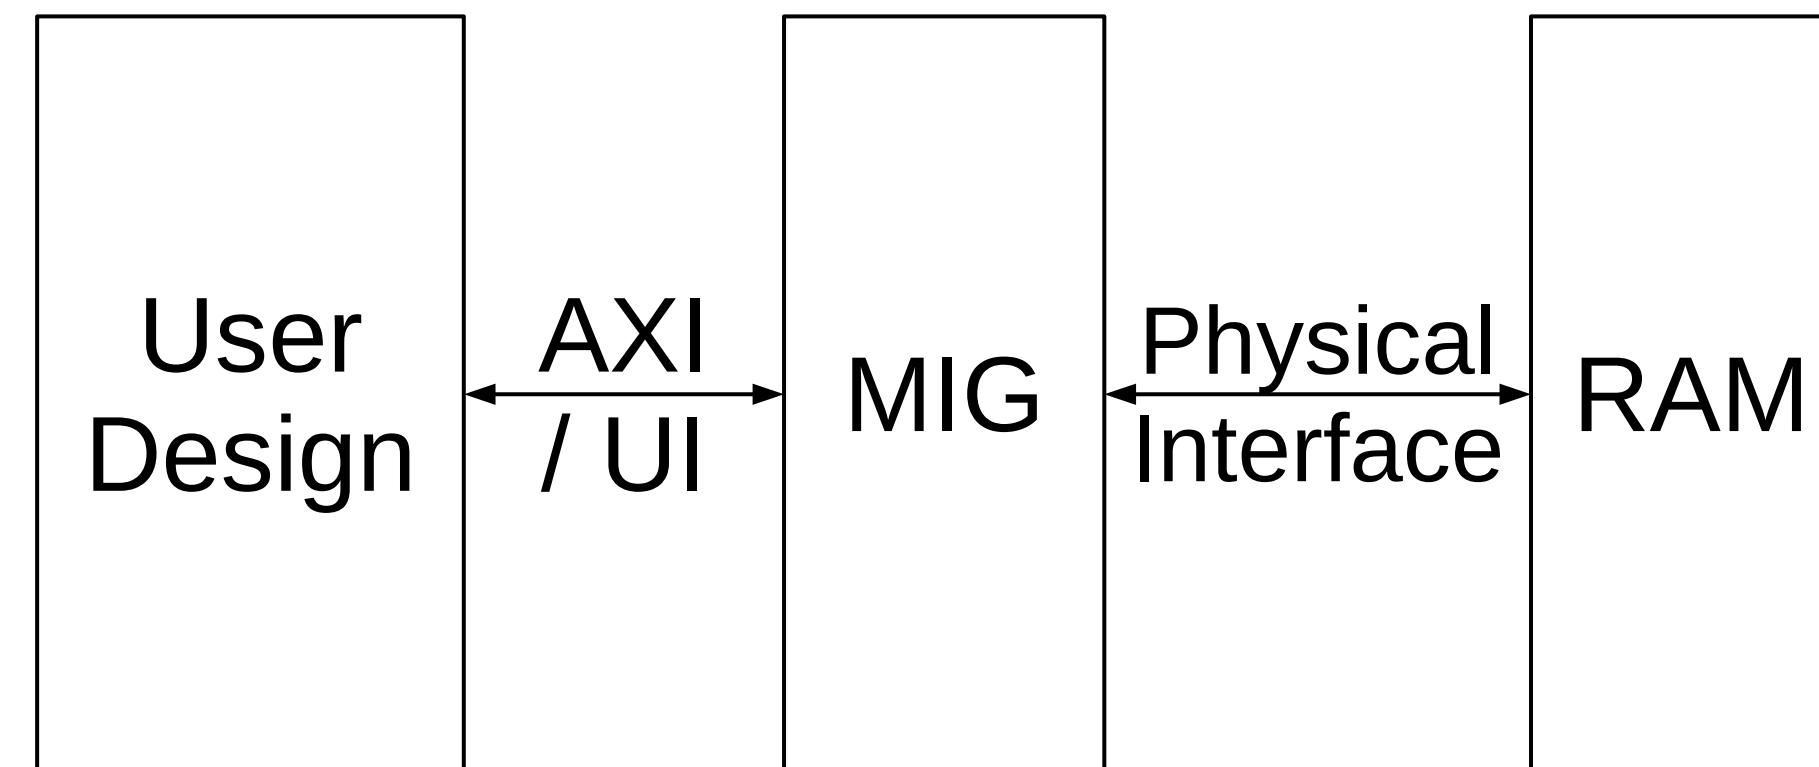 User
Design
AXI
/ UI
MIG
Physical
Interface
RAM